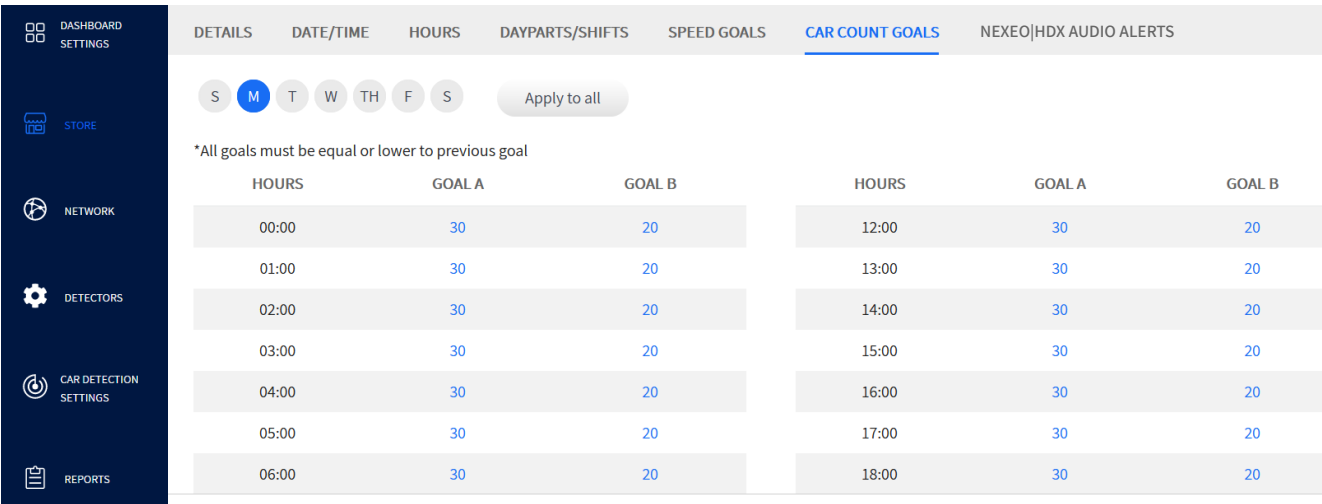 DASHBOARD
SETTINGS
STORE
NETWORK
DETECTORS
CAR DETECTION
SETTINGS
REPORTS
DETAILS DATE/TIME HOURS DAYPARTS/SHIFTS SPEED GOALS CAR COUNT GOALS NEXEO|HDX AUDIO ALERTS
S M T W TH F S Apply to all
*All goals must be equal or lower to previous goal
HOURS GOAL A GOAL B HOURS GOAL A GOAL B
00:00 30 20 12:00 30 20
01:00 30 20 13:00 30 20
02:00 30 20 14:00 30 20
03:00 30 20 15:00 30 20
04:00 30 20 16:00 30 20
05:00 30 20 17:00 30 20
06:00 30 20 18:00 30 20